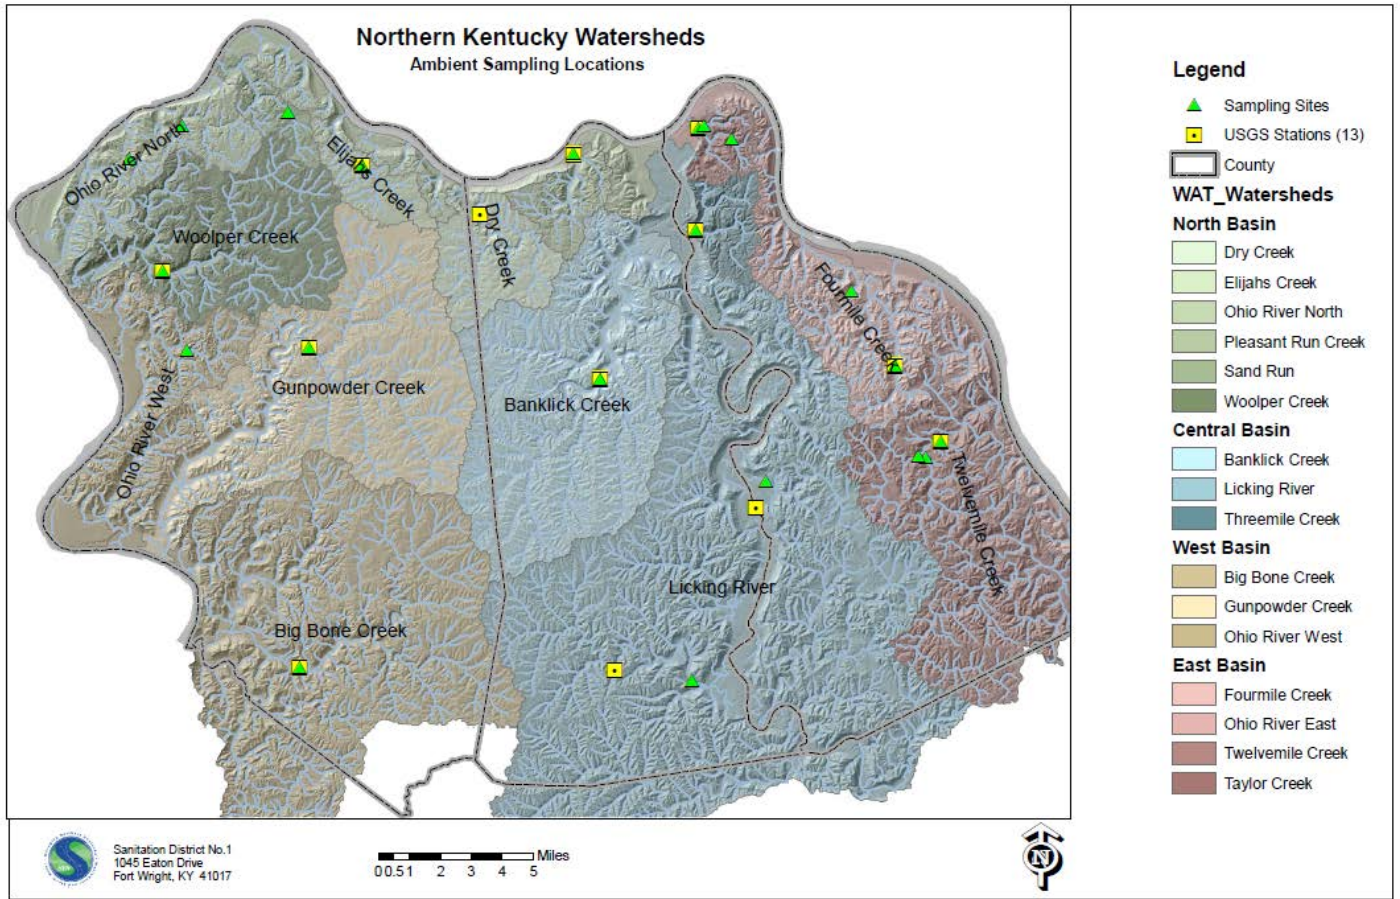 Northern Kentucky Watersheds
Ambient Sampling Locations
Ohio River North
Elijahs Creek
Dry Creek
Woolper Creek
Fourmile Creek
Gunpowder Creek
Banklick Creek
Ohio River West
Twelvemile Creek
Licking River
Big Bone Creek
Legend
Sampling Sites
USGS Stations (13)
County
WAT_Watersheds
North Basin
Dry Creek
Elijahs Creek
Ohio River North
Pleasant Run Creek
Sand Run
Woolper Creek
Central Basin
Banklick Creek
Licking River
Threemile Creek
West Basin
Big Bone Creek
Gunpowder Creek
Ohio River West
East Basin
Fourmile Creek
Ohio River East
Twelvemile Creek
Taylor Creek
Sanitation District No.1
1045 Eaton Drive
Fort Wright, KY 41017
Miles
0 0.5 1 2 3 4 5
N